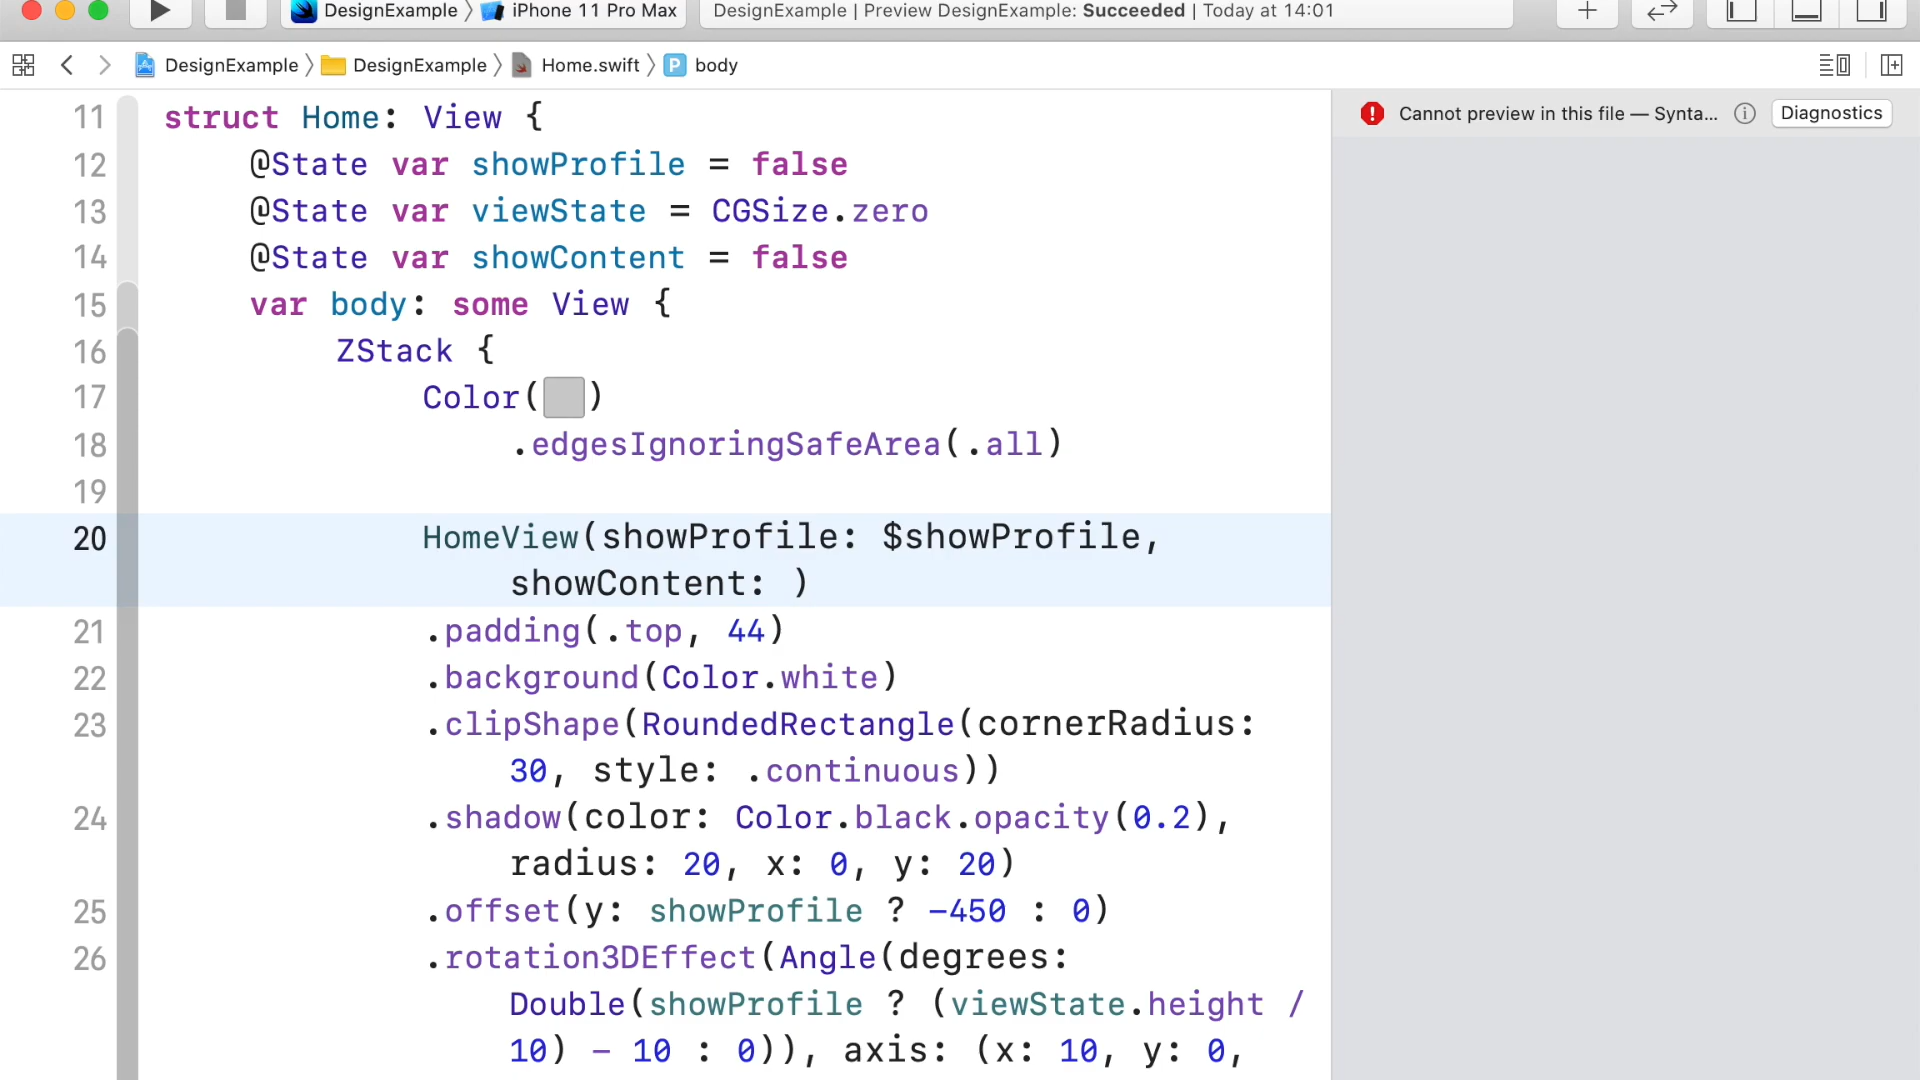 DesignExample 〉 iPhone 11 Pro Max
DesignExample | Preview DesignExample: Succeeded | Today at 14:01
DesignExample 〉 DesignExample 〉 Home.swift 〉 P body
Cannot preview in this file — Synta... Diagnostics
11 struct Home: View {
12 @State var showProfile = false
13 @State var viewState = CGSize.zero
14 @State var showContent = false
15 var body: some View {
16 ZStack {
17 Color( )
18 .edgesIgnoringSafeArea(.all)
19
20 HomeView(showProfile: $showProfile,
showContent: )
21 .padding(.top, 44)
22 .background(Color.white)
23 .clipShape(RoundedRectangle(cornerRadius:
30, style: .continuous))
24 .shadow(color: Color.black.opacity(0.2),
radius: 20, x: 0, y: 20)
25 .offset(y: showProfile ? -450 : 0)
26 .rotation3DEffect(Angle(degrees:
Double(showProfile ? (viewState.height /
10) - 10 : 0)), axis: (x: 10, y: 0,